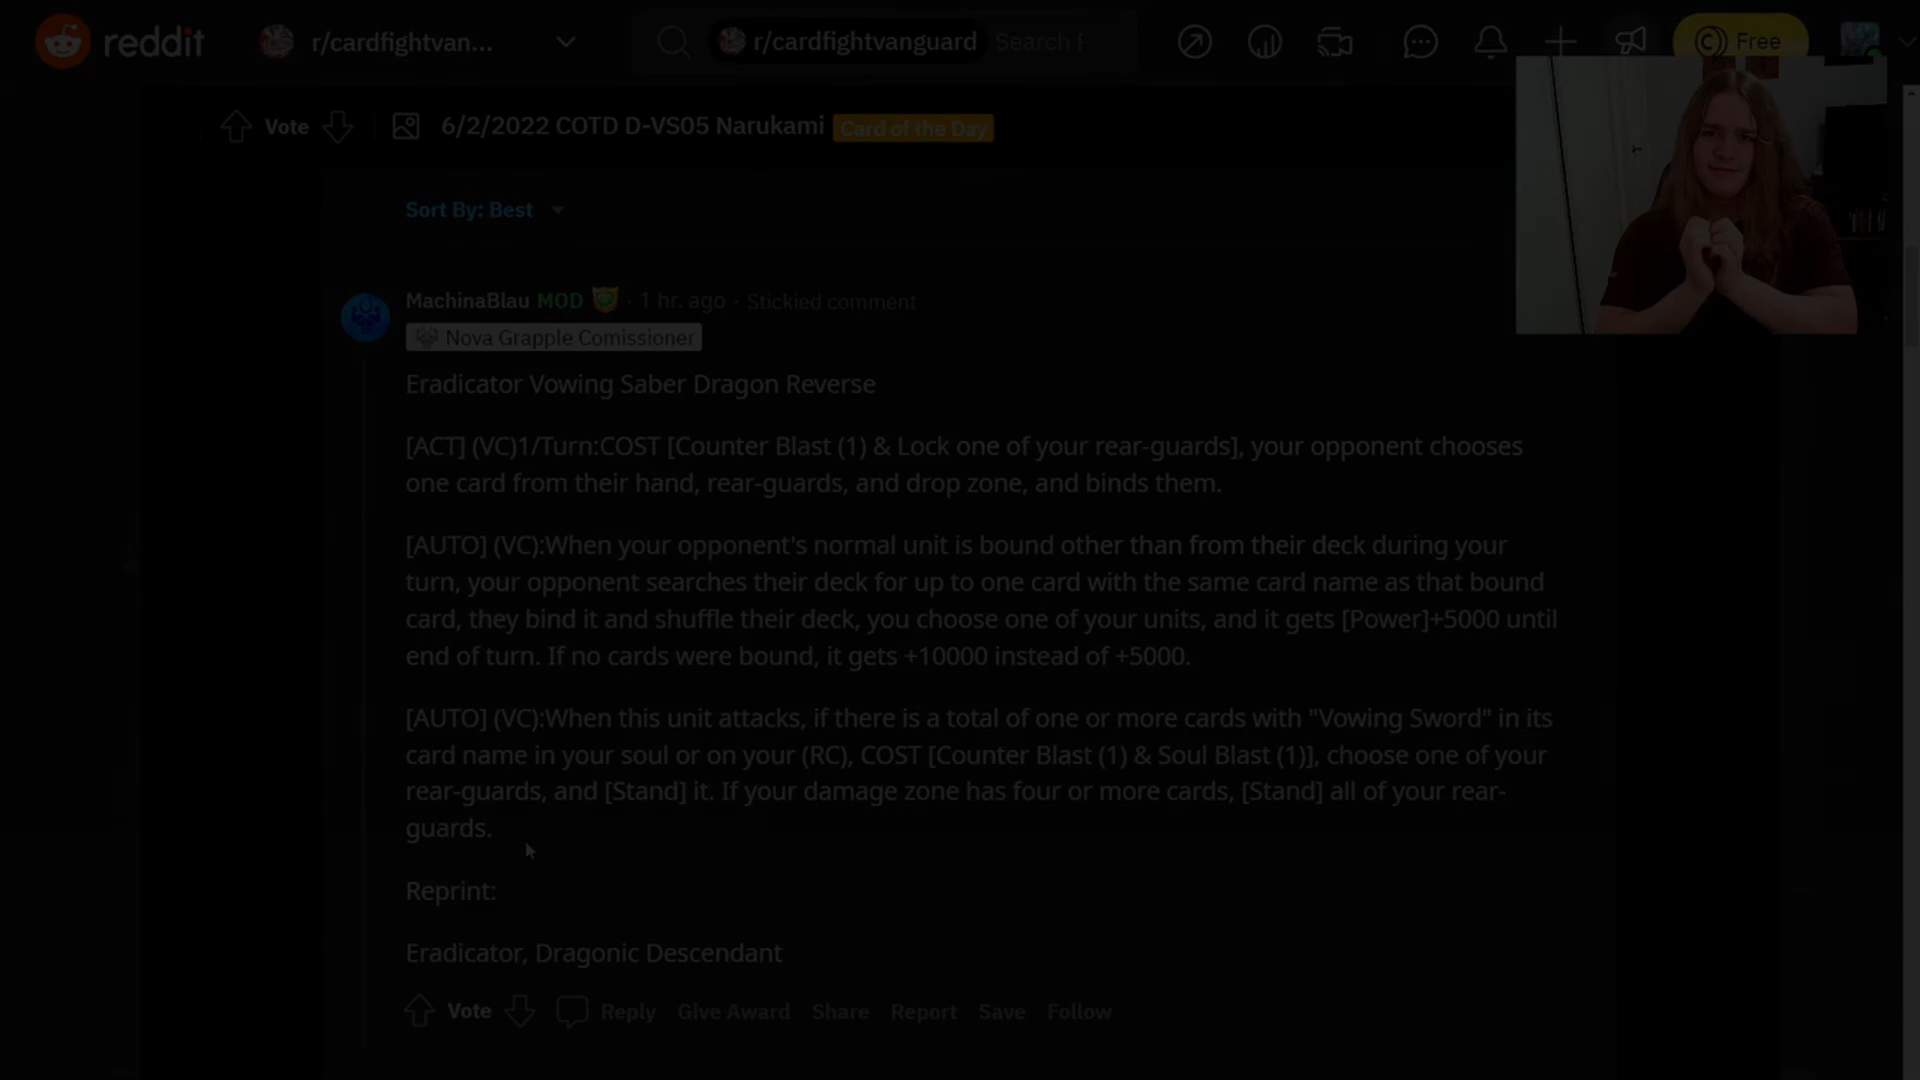 reddit r/cardfightvan... r/cardfightvanguard Search F Free
Vote 6/2/2022 COTD D-VS05 Narukami Card of the Day
Sort By: Best
MachinaBlau MOD · 1 hr. ago · Stickied comment
Nova Grapple Comissioner
Eradicator Vowing Saber Dragon Reverse
[ACT] (VC)1/Turn:COST [Counter Blast (1) & Lock one of your rear-guards], your opponent chooses
one card from their hand, rear-guards, and drop zone, and binds them.
[AUTO] (VC):When your opponent's normal unit is bound other than from their deck during your
turn, your opponent searches their deck for up to one card with the same card name as that bound
card, they bind it and shuffle their deck, you choose one of your units, and it gets [Power]+5000 until
end of turn. If no cards were bound, it gets +10000 instead of +5000.
[AUTO] (VC):When this unit attacks, if there is a total of one or more cards with "Vowing Sword" in its
card name in your soul or on your (RC), COST [Counter Blast (1) & Soul Blast (1)], choose one of your
rear-guards, and [Stand] it. If your damage zone has four or more cards, [Stand] all of your rear-
guards.
Reprint:
Eradicator, Dragonic Descendant
Vote Reply Give Award Share Report Save Follow